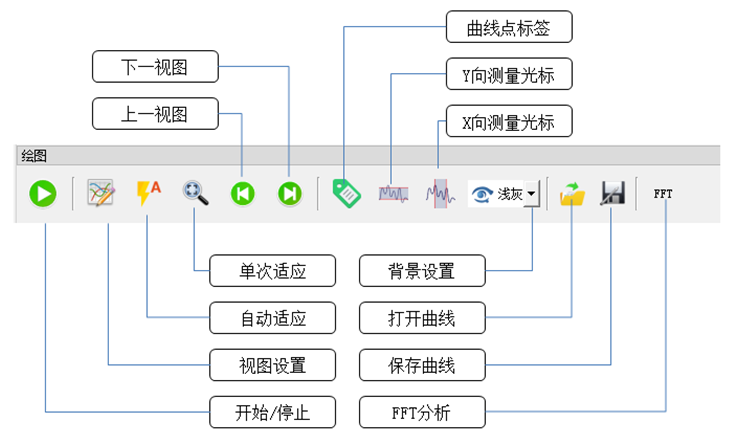 曲线点标签
下一视图
Y向测量光标
上一视图
X向测量光标
绘图
A
浅灰
FFT
单次适应
背景设置
自动适应
打开曲线
视图设置
保存曲线
开始/停止
FFT分析